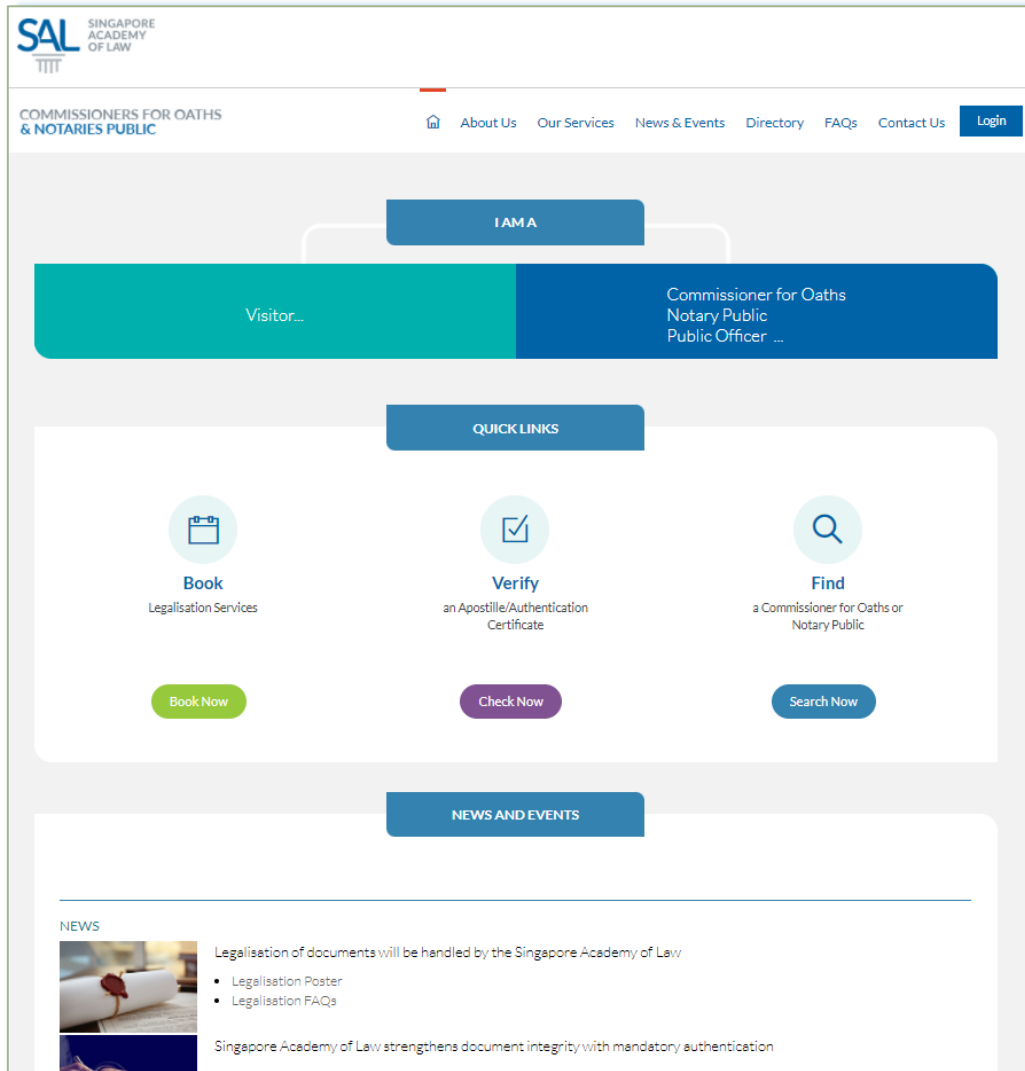 SAL
SINGAPORE
ACADEMY
OF LAW
COMMISSIONERS FOR OATHS
& NOTARIES PUBLIC
About Us Our Services News & Events Directory FAQs Contact Us Login
I AM A
Visitor...
Commissioner for Oaths
Notary Public
Public Officer ...
QUICK LINKS
Book
Legalisation Services
Book Now
Verify
an Apostille/Authentication
Certificate
Check Now
Find
a Commissioner for Oaths or
Notary Public
Search Now
NEWS AND EVENTS
NEWS
Legalisation of documents will be handled by the Singapore Academy of Law
• Legalisation Poster
• Legalisation FAQs
Singapore Academy of Law strengthens document integrity with mandatory authentication